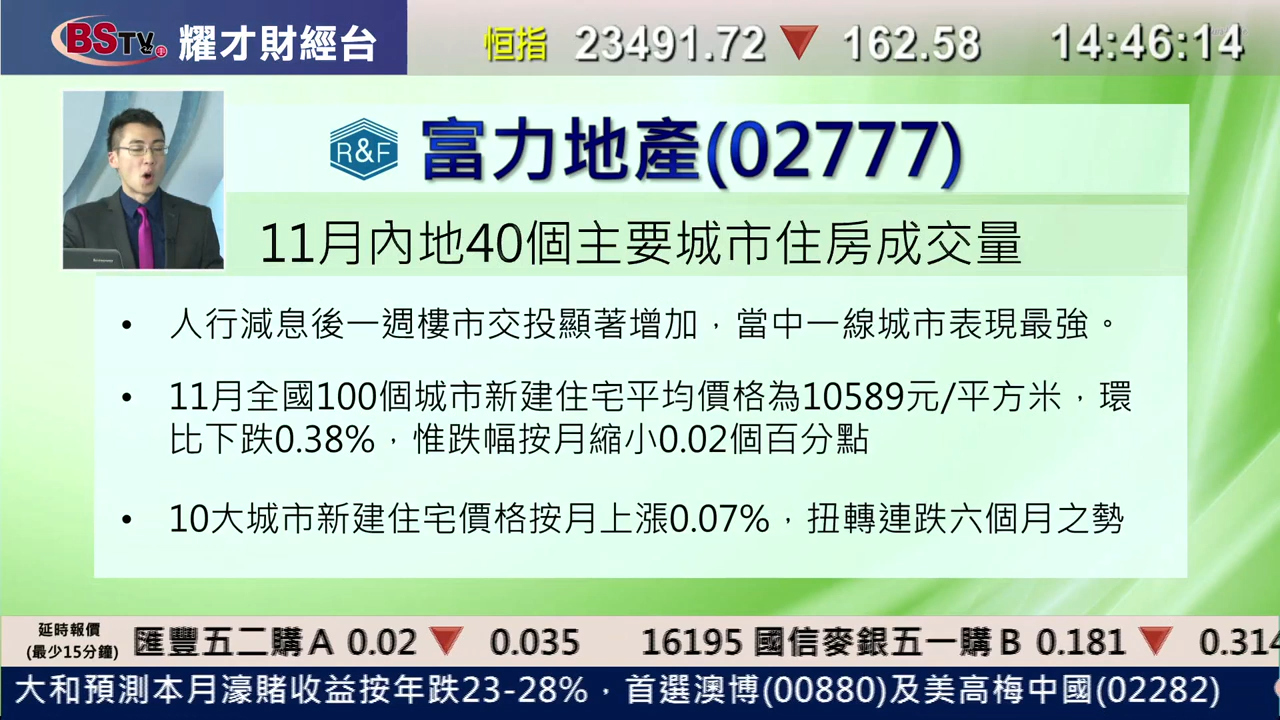 BSTV 耀才財經台
恒指 23491.72 ▼ 162.58 14:46:14
R&F 富力地產(02777)
11月內地40個主要城市住房成交量
• 人行減息後一週樓市交投顯著增加，當中一線城市表現最強。
• 11月全國100個城市新建住宅平均價格為10589元/平方米，環
比下跌0.38%，惟跌幅按月縮小0.02個百分點
• 10大城市新建住宅價格按月上漲0.07%，扭轉連跌六個月之勢
延時報價
(最少15分鐘)
匯豐五二購A 0.02 ▼ 0.035 16195 國信麥銀五一購B 0.181 ▼ 0.314
大和預測本月濠賭收益按年跌23-28%，首選澳博(00880)及美高梅中國(02282)